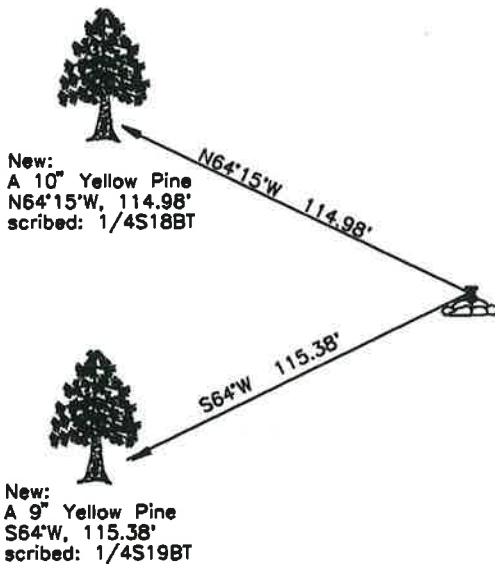 New:
A 10" Yellow Pine
N64°15'W, 114.98'
scribed: 1/4S18BT
N64°15'W 114.98'
S64°W 115.38'
New:
A 9" Yellow Pine
S64°W, 115.38'
scribed: 1/4S19BT